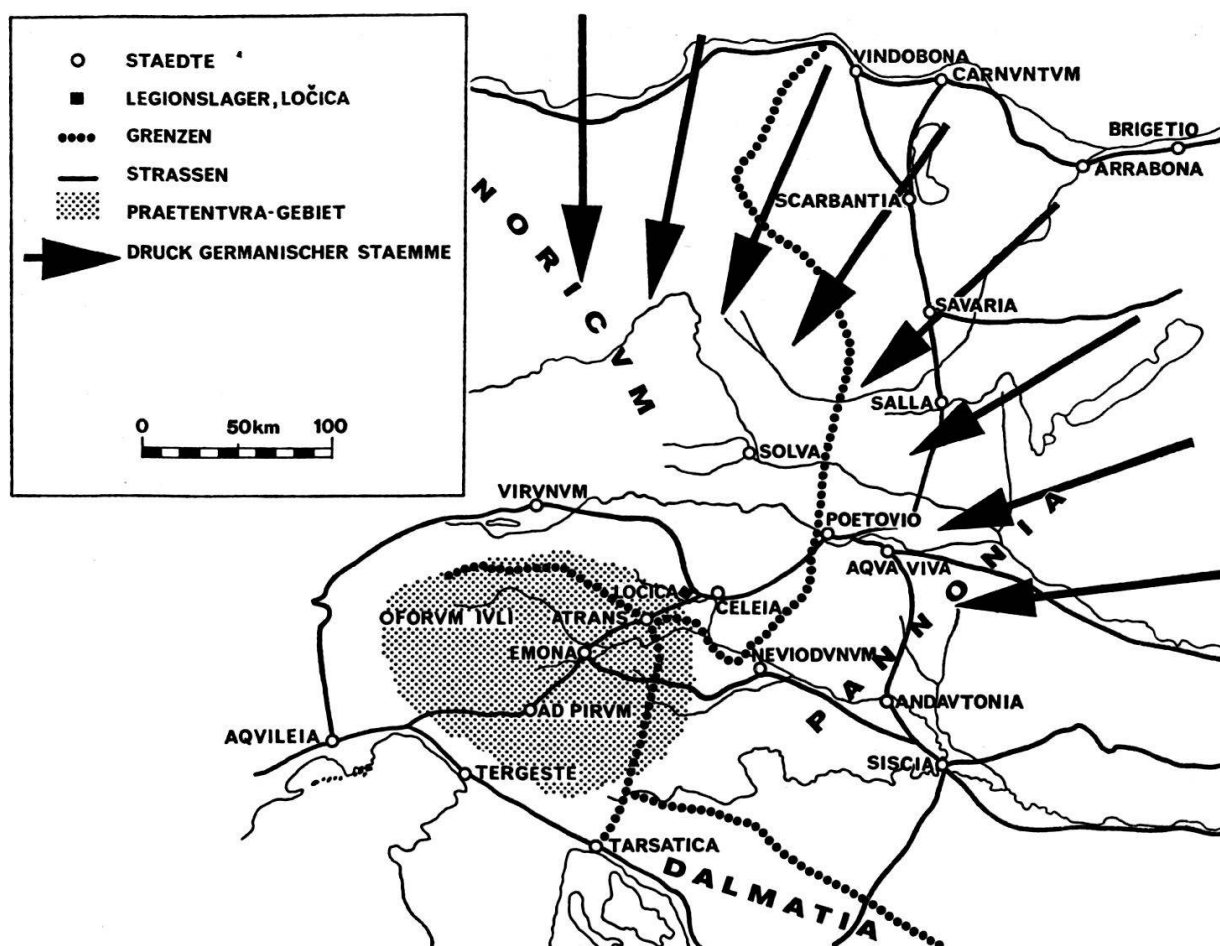 STAEDTE
LEGIONSLAGER, LOČICA
GRENZEN
STRASSEN
PRAETENTVRA-GEBIET
DRUCK GERMANISCHER STAEMME
0 50km 100
VINDOBONA
CARNVNTVM
BRIGETIO
ARRABONA
SCARBANTIA
NORICVM
SAVARIA
SALLA
SOLVA
VIRVNVM
POETOVIO
AQVA VIVA
LOČICA
CELEIA
FORVM IVLI
ATRANS
EMONA
NEVIODVNVM
PANNONIA
ANDAVTONIA
AD PIRVM
AQVILEIA
TERGESTE
SISCIA
TARSATICA
DALMATIA